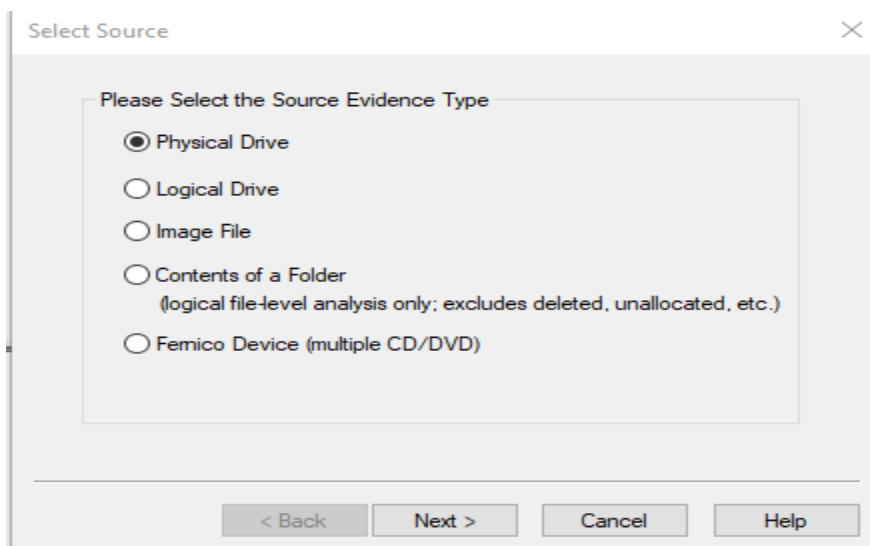 Select Source
Please Select the Source Evidence Type
Physical Drive
Logical Drive
Image File
Contents of a Folder
(logical file-level analysis only; excludes deleted, unallocated, etc.)
Fernico Device (multiple CD/DVD)
< Back Next > Cancel Help